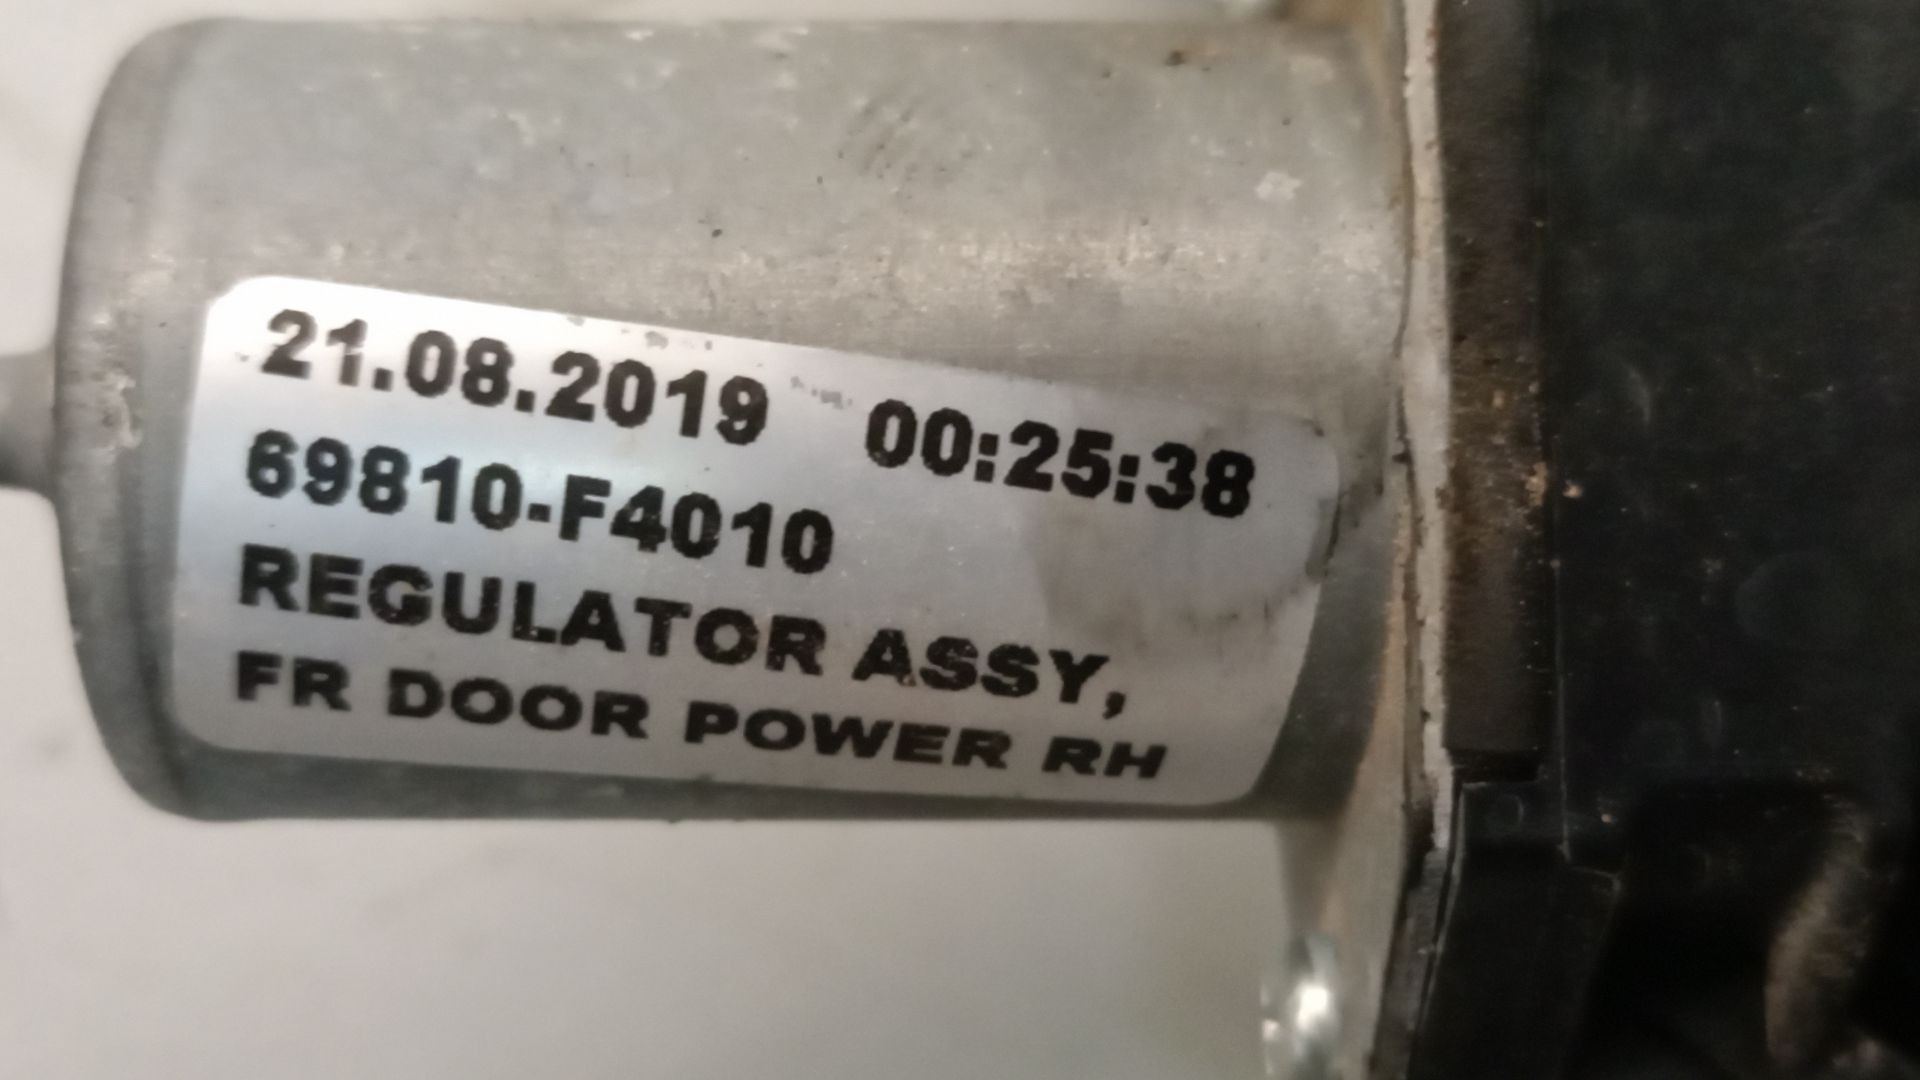 21.08.2019 00:25:38
69810-F4010
REGULATOR ASSY,
FR DOOR POWER RH